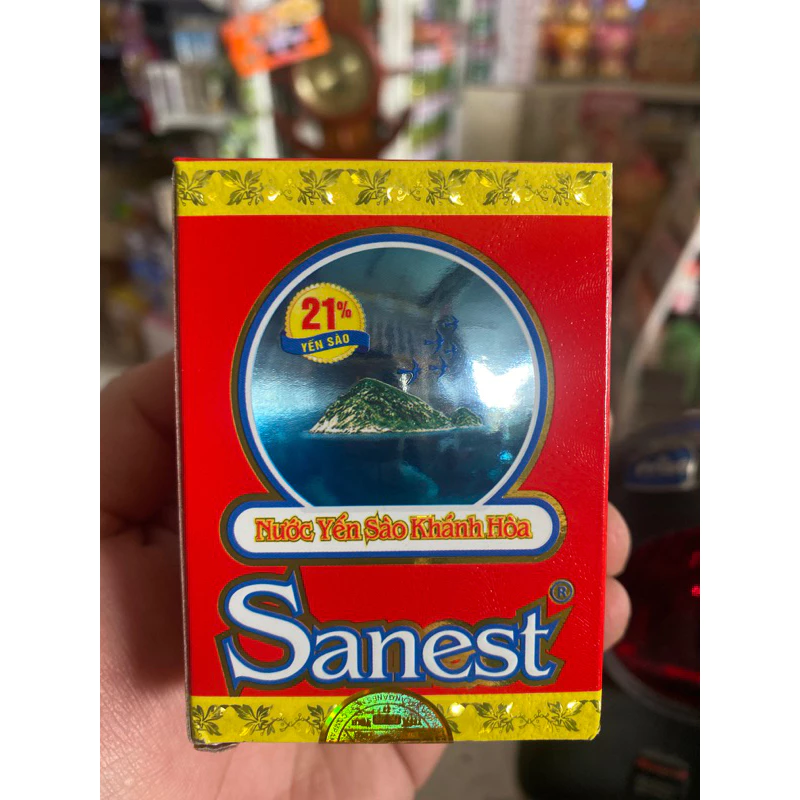 21%
YẾN SÀO
Nước Yến Sào Khánh Hòa
Sanest®